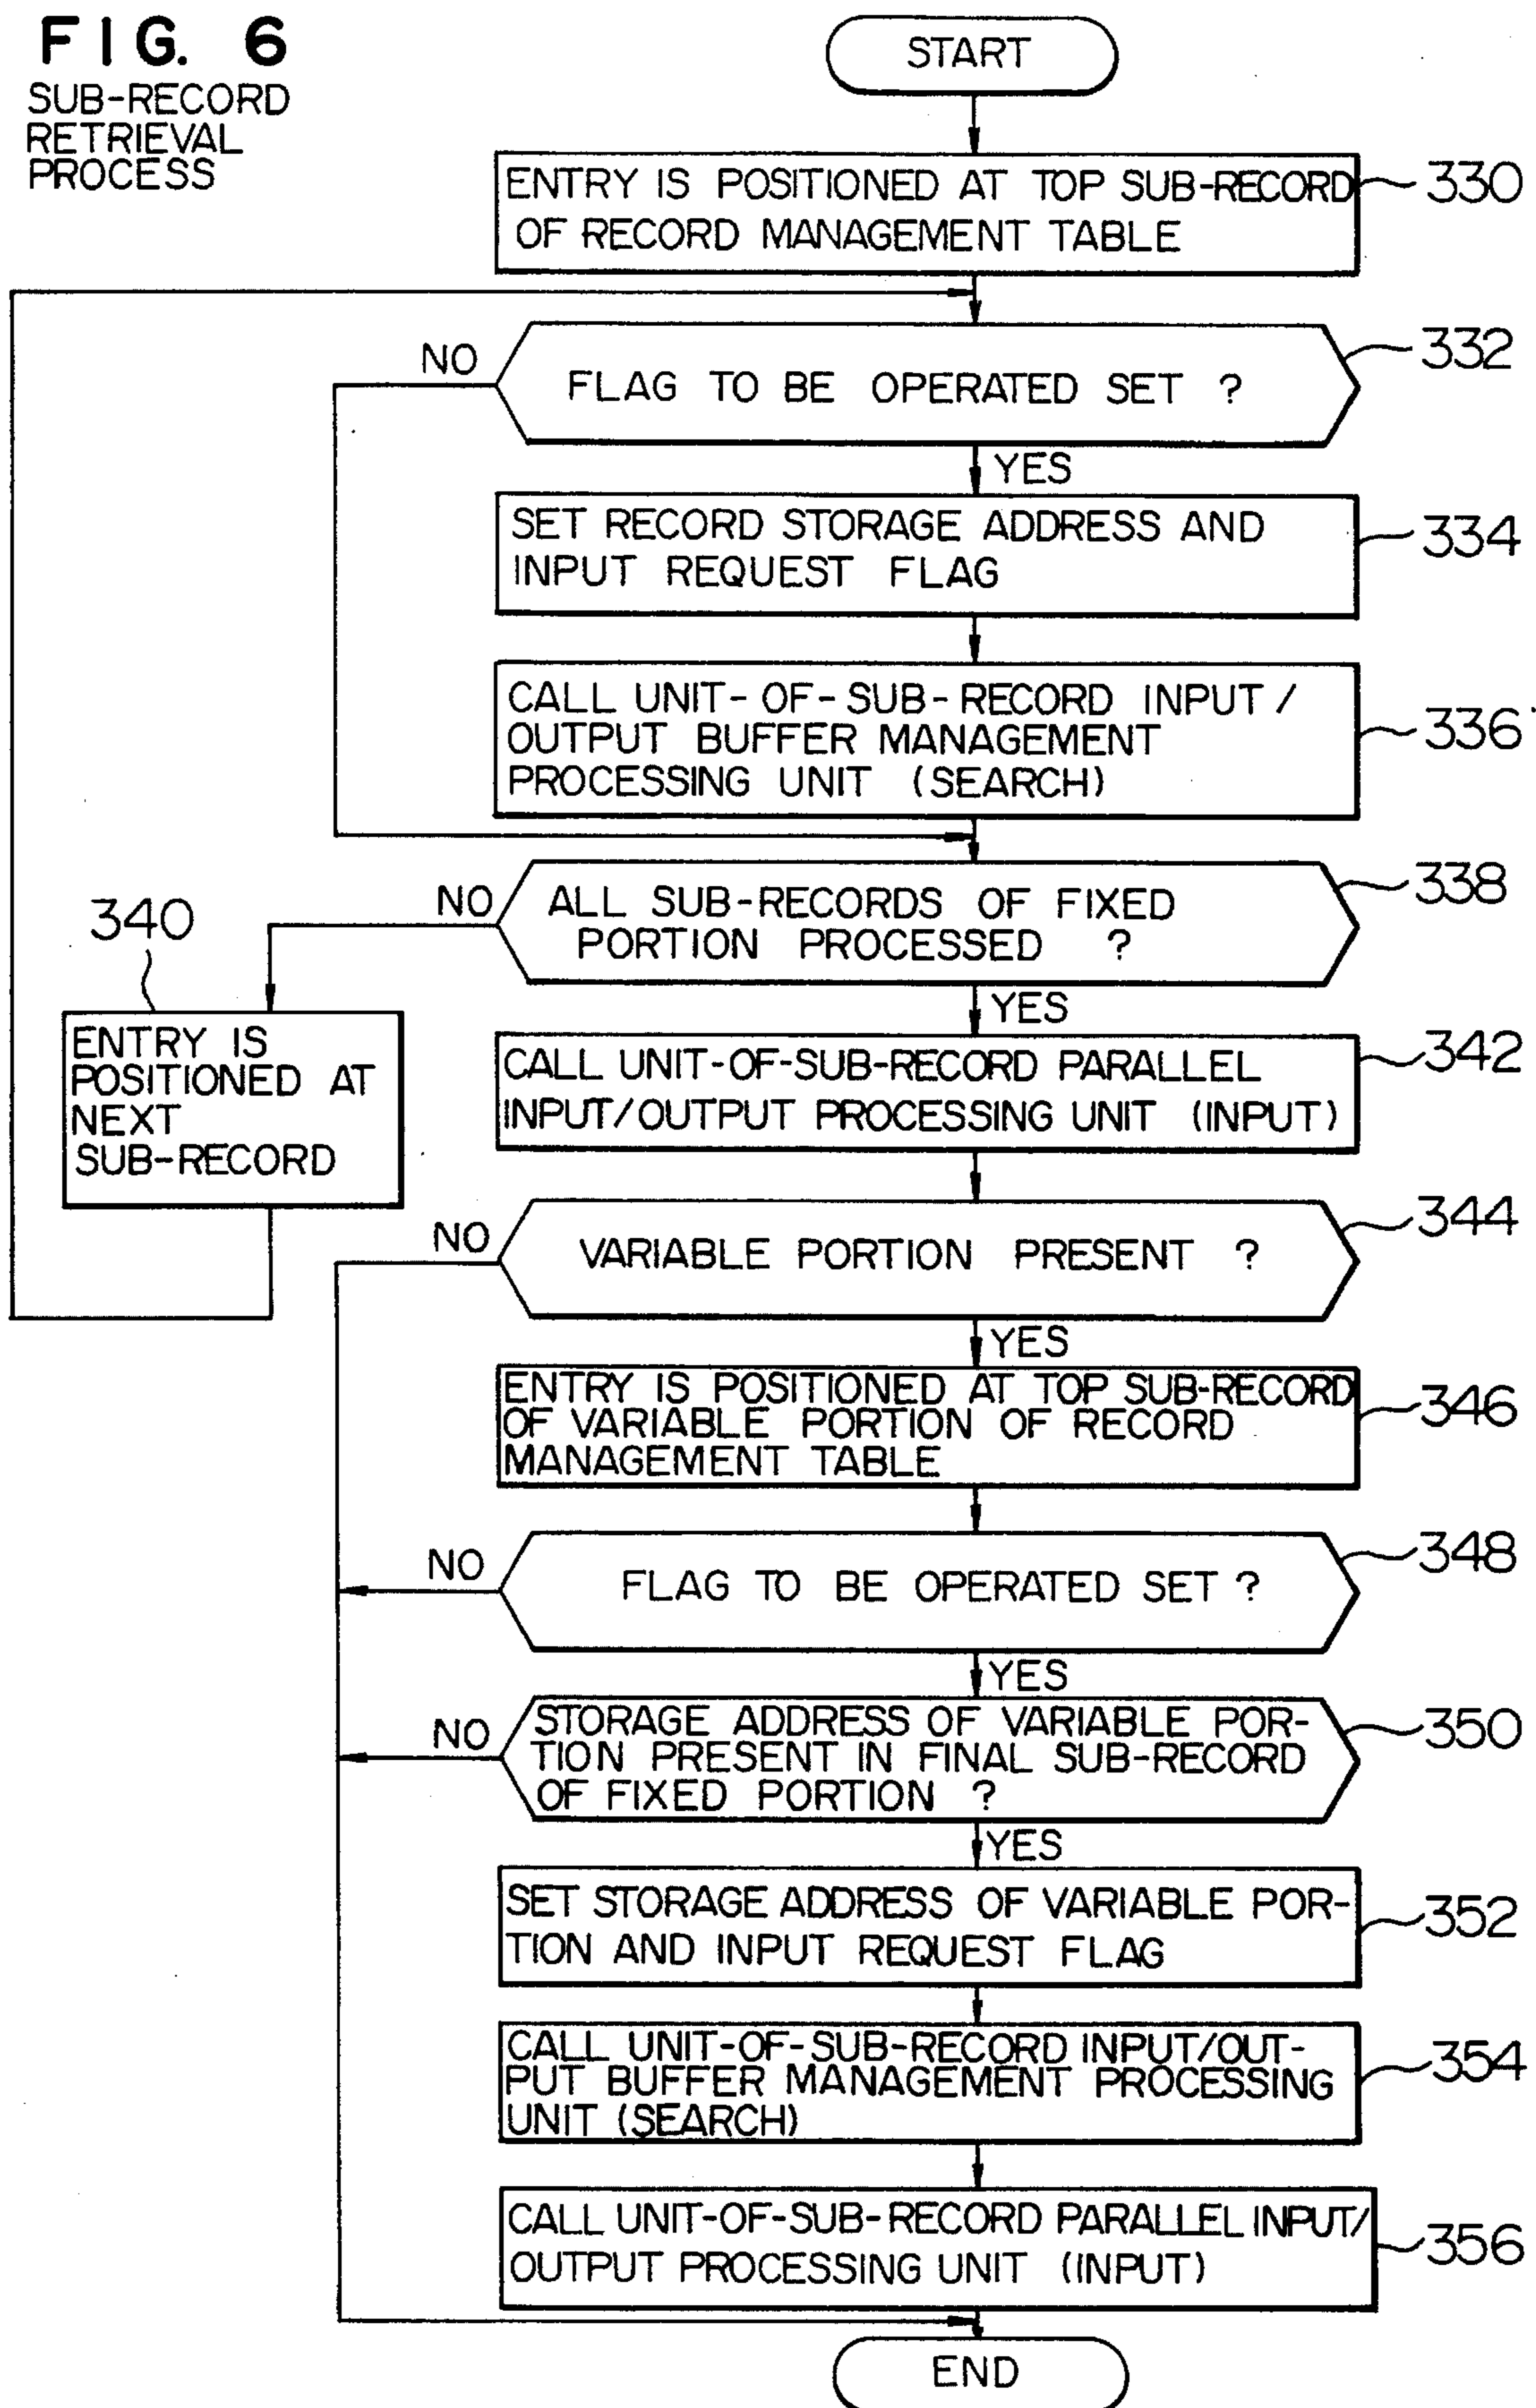 FIG. 6
SUB-RECORD
RETRIEVAL
PROCESS
START
ENTRY IS POSITIONED AT TOP SUB-RECORD
OF RECORD MANAGEMENT TABLE
330
NO
FLAG TO BE OPERATED SET ?
332
YES
SET RECORD STORAGE ADDRESS AND
INPUT REQUEST FLAG
334
CALL UNIT-OF-SUB-RECORD INPUT/
OUTPUT BUFFER MANAGEMENT
PROCESSING UNIT (SEARCH)
336
NO
ALL SUB-RECORDS OF FIXED
PORTION PROCESSED ?
338
340
YES
ENTRY IS
POSITIONED AT
NEXT
SUB-RECORD
CALL UNIT-OF-SUB-RECORD PARALLEL
INPUT/OUTPUT PROCESSING UNIT (INPUT)
342
NO
VARIABLE PORTION PRESENT ?
344
YES
ENTRY IS POSITIONED AT TOP SUB-RECORD
OF VARIABLE PORTION OF RECORD
MANAGEMENT TABLE
346
NO
FLAG TO BE OPERATED SET ?
348
YES
NO
STORAGE ADDRESS OF VARIABLE POR-
TION PRESENT IN FINAL SUB-RECORD
OF FIXED PORTION ?
350
YES
SET STORAGE ADDRESS OF VARIABLE POR-
TION AND INPUT REQUEST FLAG
352
CALL UNIT-OF-SUB-RECORD INPUT/OUT-
PUT BUFFER MANAGEMENT PROCESSING
UNIT (SEARCH)
354
CALL UNIT-OF-SUB-RECORD PARALLEL INPUT/
OUTPUT PROCESSING UNIT (INPUT)
356
END